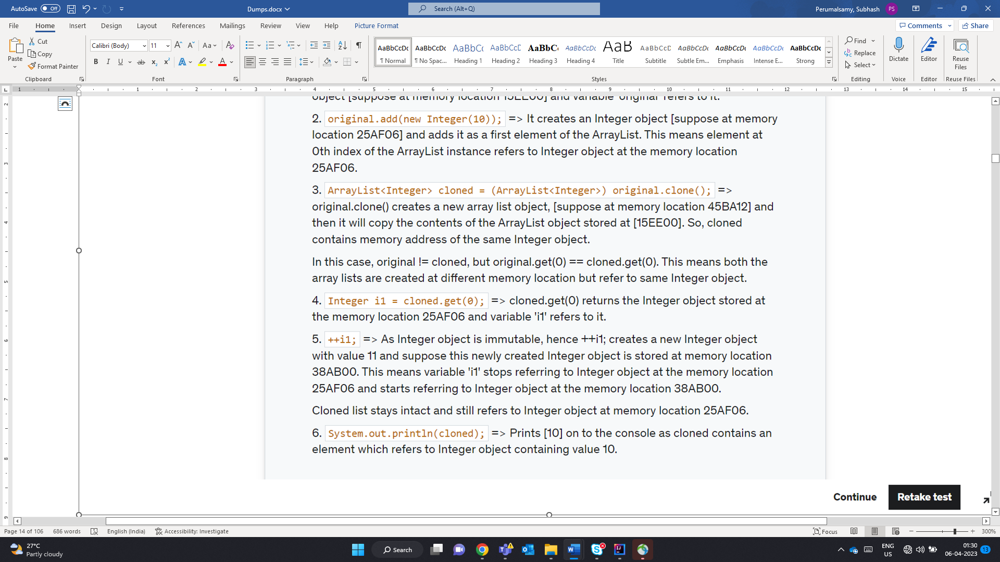 AutoSave Off Dumps.docx Search (Alt+Q) Perumalsamy, Subhash PS
File Home Insert Design Layout References Mailings Review View Help Picture Format Comments Share
Paste Cut Copy Format Painter Clipboard
Calibri (Body) 11 Font
Paragraph
AaBbCcDc AaBbCcDc AaBbCc AaBbCcD AaBbCc AaBbCcDc AaB AaBbCcD AaBbCcDc AaBbCcDc AaBbCcDc AaBbCcDc
¶ Normal ¶ No Spac... Heading 1 Heading 2 Heading 3 Heading 4 Title Subtitle Subtle Em... Emphasis Intense E... Strong
Styles
Find Replace Select Editing
Dictate Voice
Editor Editor
Reuse Files Reuse Files
object [suppose at memory location 15EE00] and variable 'original' refers to it.
2. original.add(new Integer(10)); => It creates an Integer object [suppose at memory
location 25AF06] and adds it as a first element of the ArrayList. This means element at
0th index of the ArrayList instance refers to Integer object at the memory location
25AF06.
3. ArrayList<Integer> cloned = (ArrayList<Integer>) original.clone(); =>
original.clone() creates a new array list object, [suppose at memory location 45BA12] and
then it will copy the contents of the ArrayList object stored at [15EE00]. So, cloned
contains memory address of the same Integer object.
In this case, original != cloned, but original.get(0) == cloned.get(0). This means both the
array lists are created at different memory location but refer to same Integer object.
4. Integer i1 = cloned.get(0); => cloned.get(0) returns the Integer object stored at
the memory location 25AF06 and variable 'i1' refers to it.
5. ++i1; => As Integer object is immutable, hence ++i1; creates a new Integer object
with value 11 and suppose this newly created Integer object is stored at memory location
38AB00. This means variable 'i1' stops referring to Integer object at the memory location
25AF06 and starts referring to Integer object at the memory location 38AB00.
Cloned list stays intact and still refers to Integer object at memory location 25AF06.
6. System.out.println(cloned); => Prints [10] on to the console as cloned contains an
element which refers to Integer object containing value 10.
Continue Retake test
Page 14 of 106 686 words English (India) Accessibility: Investigate Focus 300%
27°C
Partly cloudy
Search
ENG
US
01:30
06-04-2023
13